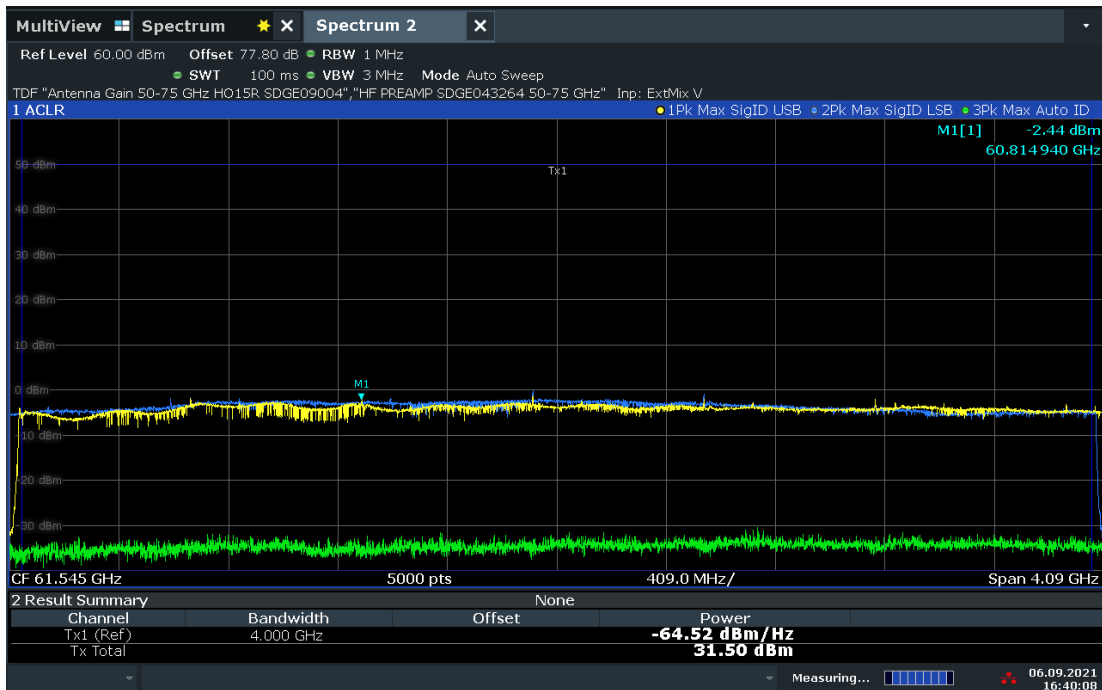 MultiView Spectrum Spectrum 2
Ref Level 60.00 dBm Offset 77.80 dB RBW 1 MHz
SWT 100 ms VBW 3 MHz Mode Auto Sweep
TDF "Antenna Gain 50-75 GHz HO15R SDGE09004","HF PREAMP SDGE043264 50-75 GHz" Inp: ExtMix V
1 ACLR 1Pk Max SigID USB 2Pk Max SigID LSB 3Pk Max Auto ID
M1[1] -2.44 dBm
60.814 940 GHz
50 dBm
Tx1
40 dBm
30 dBm
20 dBm
10 dBm
M1
0 dBm
-10 dBm
-20 dBm
-30 dBm
CF 61.545 GHz 5000 pts 409.0 MHz/ Span 4.09 GHz
2 Result Summary None
Channel Bandwidth Offset Power
Tx1 (Ref) 4.000 GHz -64.52 dBm/Hz
Tx Total 31.50 dBm
Measuring... 06.09.2021
16:40:08